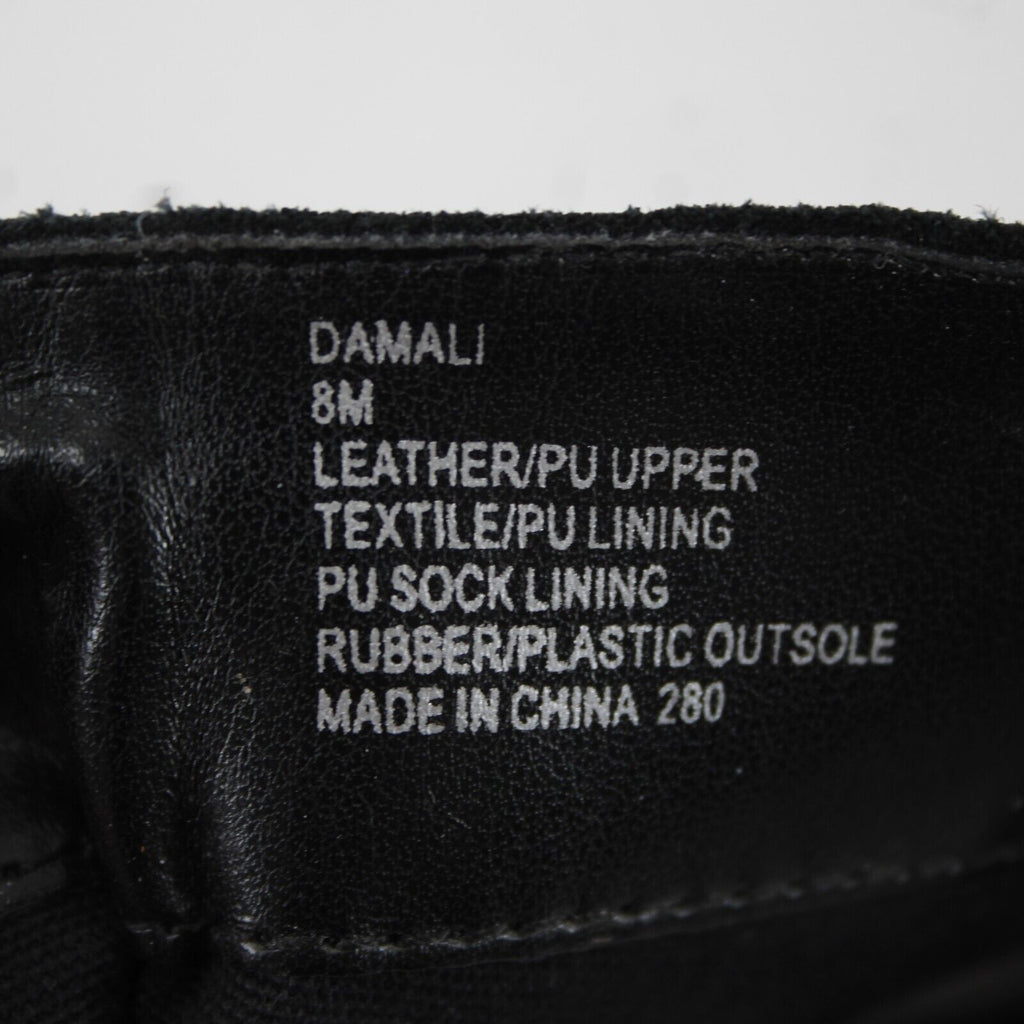 DAMALI
8M
LEATHER/PU UPPER
TEXTILE/PU LINING
PU SOCK LINING
RUBBER/PLASTIC OUTSOLE
MADE IN CHINA 280